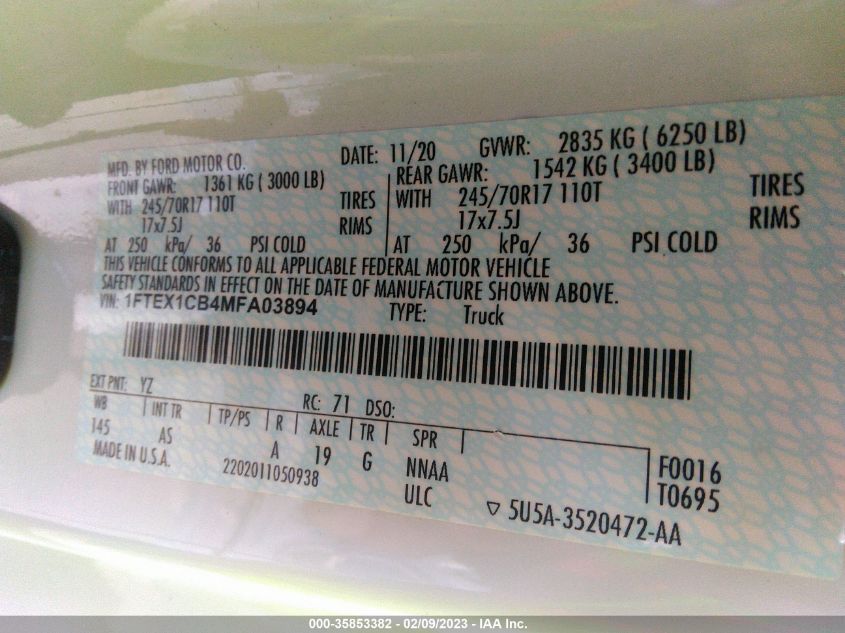 MFD. BY FORD MOTOR CO. DATE: 11/20 GVWR: 2835 KG ( 6250 LB)
FRONT GAWR: 1361 KG ( 3000 LB) REAR GAWR: 1542 KG ( 3400 LB)
WITH 245/70R17 110T TIRES WITH 245/70R17 110T TIRES
17x7.5J RIMS 17x7.5J RIMS
AT 250 kPa/ 36 PSI COLD AT 250 kPa/ 36 PSI COLD
THIS VEHICLE CONFORMS TO ALL APPLICABLE FEDERAL MOTOR VEHICLE
SAFETY STANDARDS IN EFFECT ON THE DATE OF MANUFACTURE SHOWN ABOVE.
VIN: 1FTEX1CB4MFA03894 TYPE: Truck
EXT PNT: YZ RC: 71 DSO:
WB INT TR TP/PS R AXLE TR SPR
145 AS A 19 G NNAA F0016
MADE IN U.S.A. 2202011050938 ULC T0695
5U5A-3520472-AA
000-35853382 - 02/09/2023 - IAA Inc.